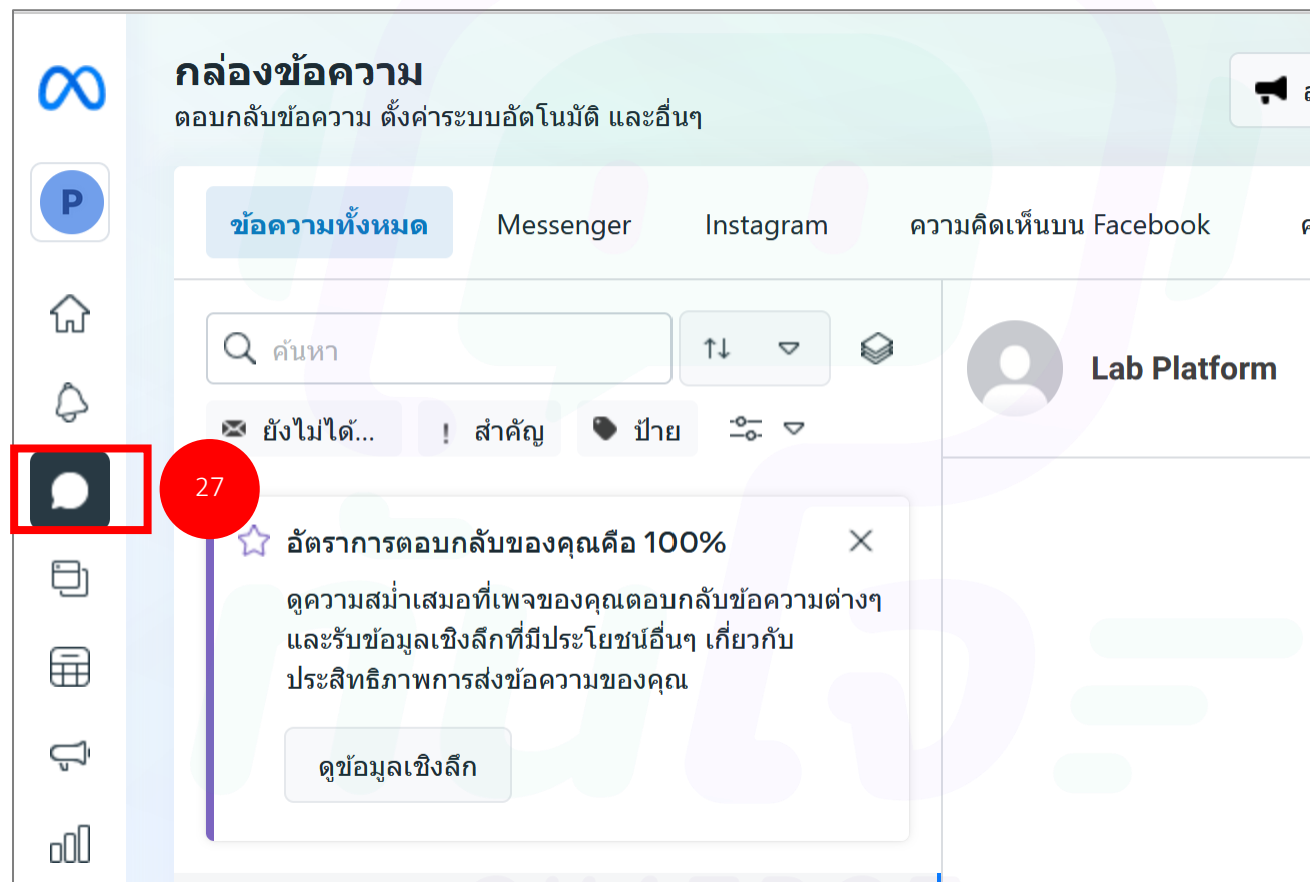 กล่องข้อความ
ตอบกลับข้อความ ตั้งค่าระบบอัตโนมัติ และอื่นๆ
P
ข้อความทั้งหมด Messenger Instagram ความคิดเห็นบน Facebook
ค้นหา
Lab Platform
ยังไม่ได้... สำคัญ ป้าย
27
อัตราการตอบกลับของคุณคือ 100%
ดูความสม่ำเสมอที่เพจของคุณตอบกลับข้อความต่างๆ
และรับข้อมูลเชิงลึกที่มีประโยชน์อื่นๆ เกี่ยวกับ
ประสิทธิภาพการส่งข้อความของคุณ
ดูข้อมูลเชิงลึก